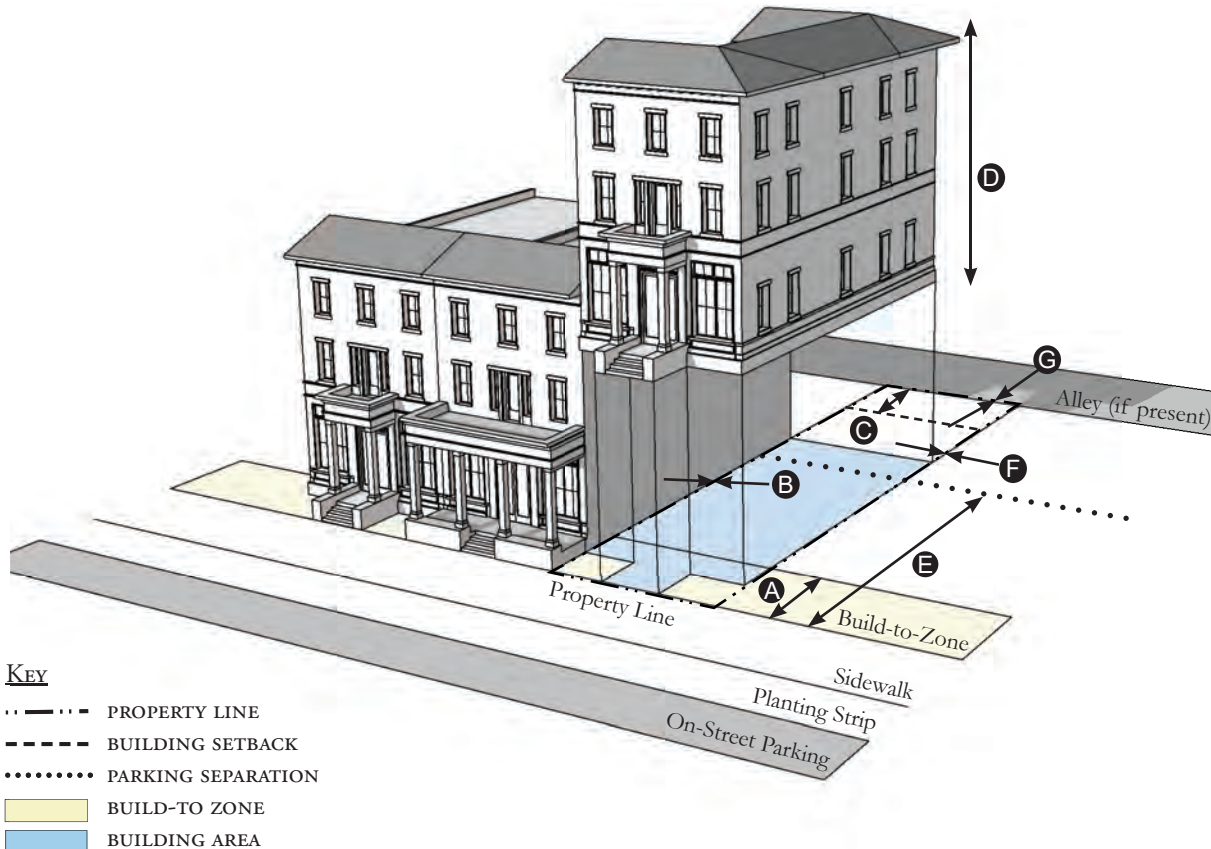 D
G
Alley (if present)
C
F
B
E
A
Property Line
Build-to-Zone
Sidewalk
Planting Strip
On-Street Parking
KEY
PROPERTY LINE
BUILDING SETBACK
PARKING SEPARATION
BUILD-TO ZONE
BUILDING AREA